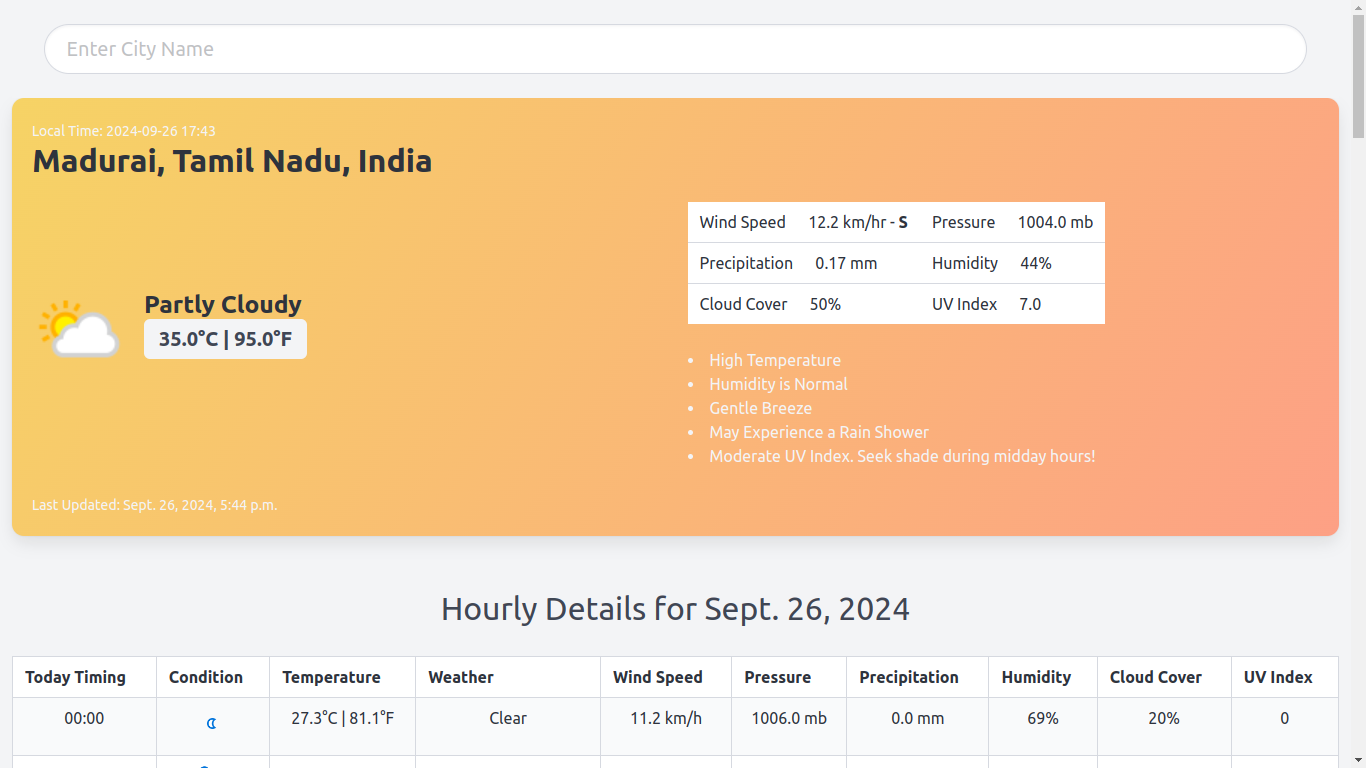 Enter City Name
Local Time: 2024-09-26 17:43
Madurai, Tamil Nadu, India
Partly Cloudy
35.0°C | 95.0°F
Wind Speed 12.2 km/hr - S Pressure 1004.0 mb
Precipitation 0.17 mm Humidity 44%
Cloud Cover 50% UV Index 7.0
• High Temperature
• Humidity is Normal
• Gentle Breeze
• May Experience a Rain Shower
• Moderate UV Index. Seek shade during midday hours!
Last Updated: Sept. 26, 2024, 5:44 p.m.
Hourly Details for Sept. 26, 2024
Today Timing Condition Temperature Weather Wind Speed Pressure Precipitation Humidity Cloud Cover UV Index
00:00 27.3°C | 81.1°F Clear 11.2 km/h 1006.0 mb 0.0 mm 69% 20% 0